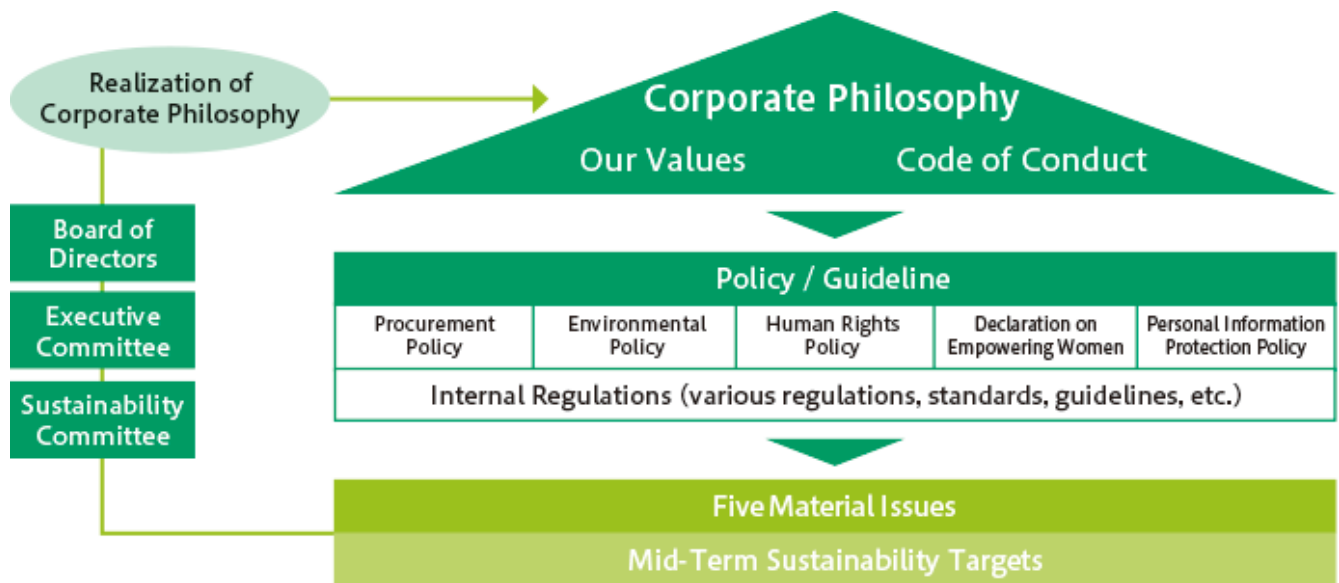 Realization of
Corporate Philosophy
Corporate Philosophy
Our Values
Code of Conduct
Board of
Directors
Executive
Committee
Sustainability
Committee
Policy / Guideline
Procurement
Policy
Environmental
Policy
Human Rights
Policy
Declaration on
Empowering Women
Personal Information
Protection Policy
Internal Regulations (various regulations, standards, guidelines, etc.)
Five Material Issues
Mid-Term Sustainability Targets